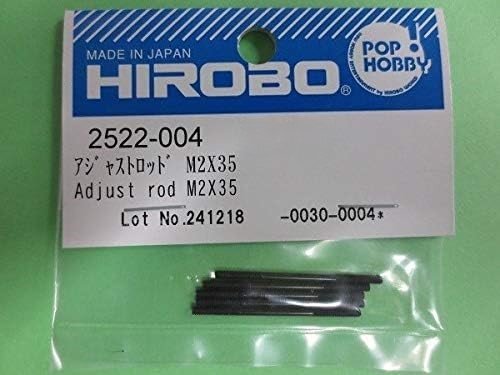 MADE IN JAPAN
HIROBO®
POP
HOBBY!
2522-004
ｱｼﾞｬｽﾄﾛｯﾄﾞ M2X35
Adjust rod M2X35
Lot No.241218 -0030-0004*